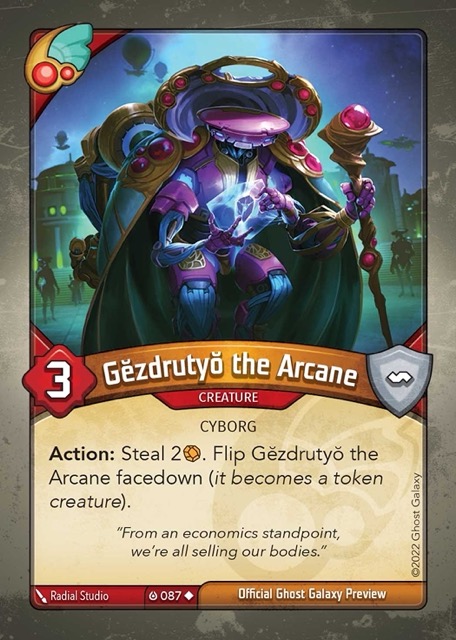 3
Gĕzdrutyŏ the Arcane
CREATURE
CYBORG
Action: Steal 2. Flip Gĕzdrutyŏ the
Arcane facedown (it becomes a token
creature).
“From an economics standpoint,
we’re all selling our bodies.”
©2022 Ghost Galaxy
Radial Studio
087
Official Ghost Galaxy Preview